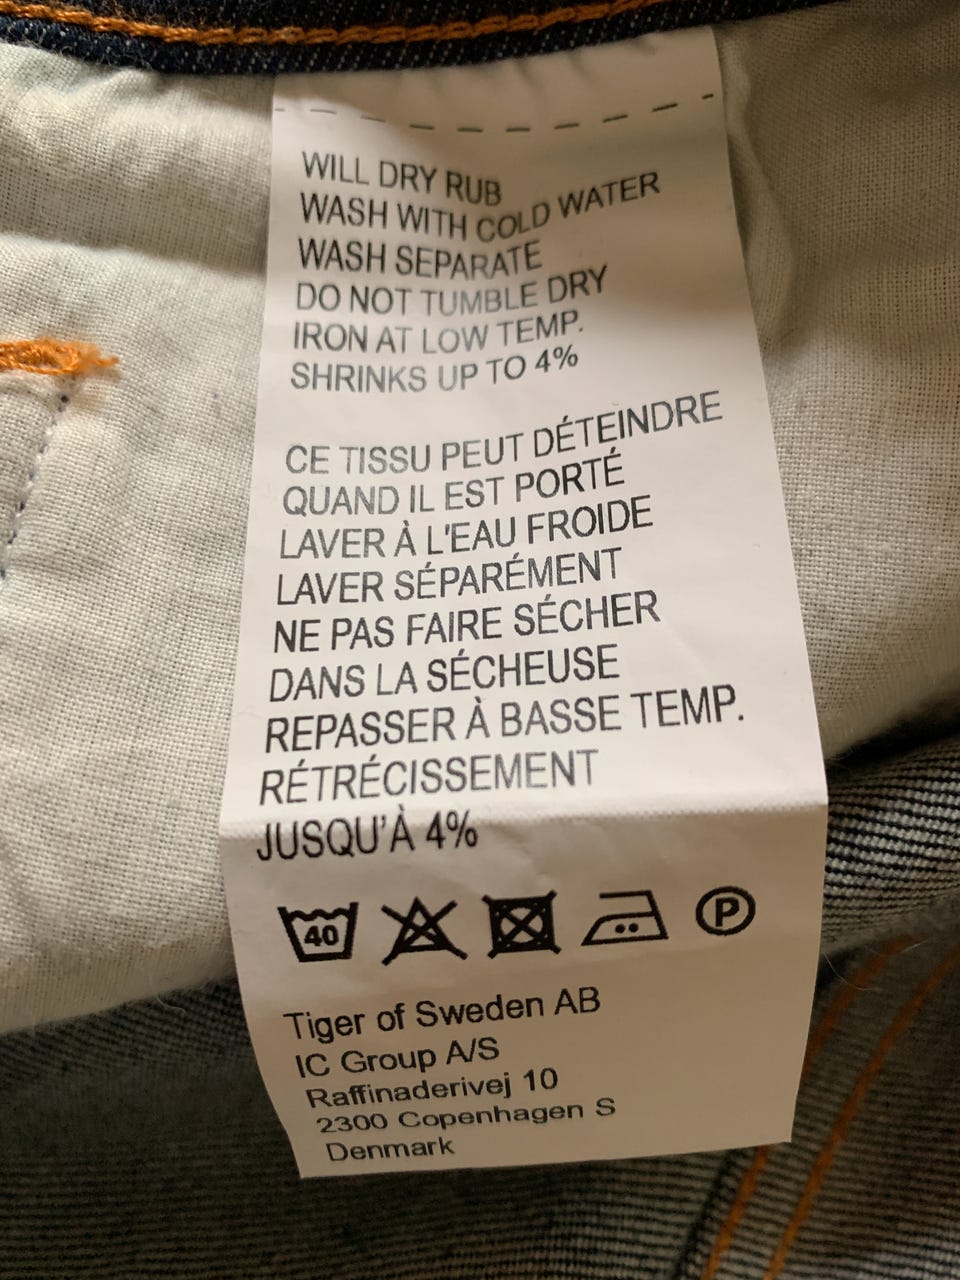 WILL DRY RUB
WASH WITH COLD WATER
WASH SEPARATE
DO NOT TUMBLE DRY
IRON AT LOW TEMP.
SHRINKS UP TO 4%
CE TISSU PEUT DÉTEINDRE
QUAND IL EST PORTÉ
LAVER À L'EAU FROIDE
LAVER SÉPARÉMENT
NE PAS FAIRE SÉCHER
DANS LA SÉCHEUSE
REPASSER À BASSE TEMP.
RÉTRÉCISSEMENT
JUSQU'À 4%
40 P
Tiger of Sweden AB
IC Group A/S
Raffinaderivej 10
2300 Copenhagen S
Denmark